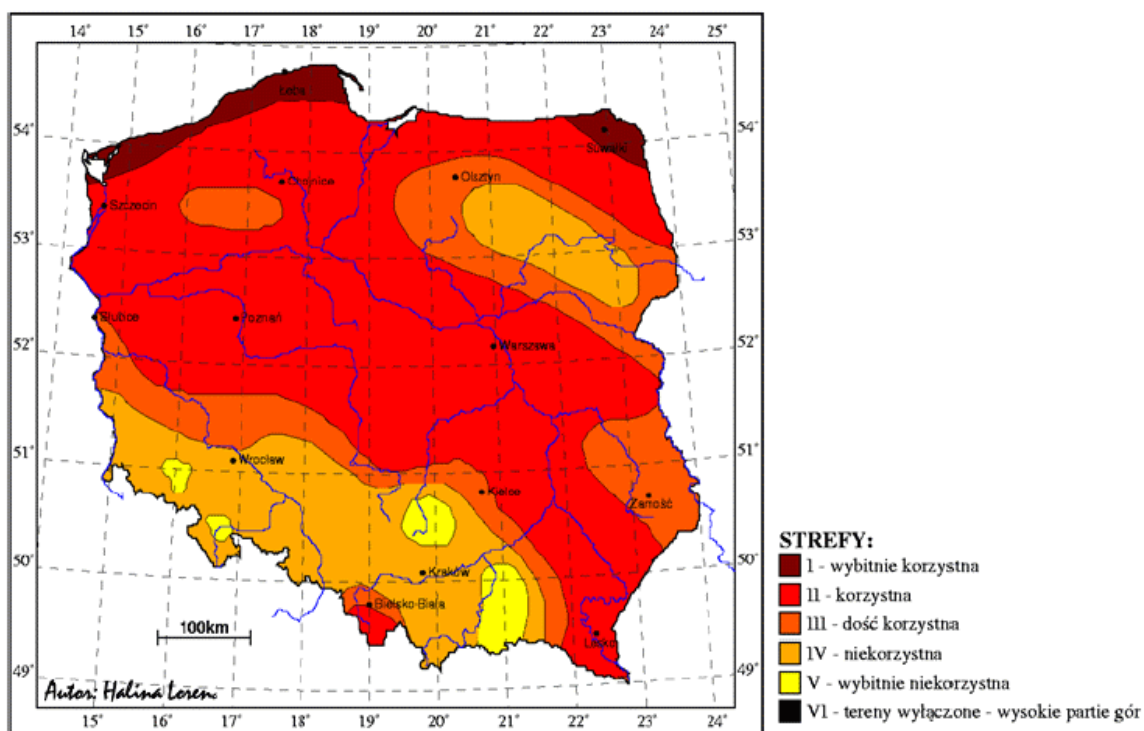 14° 15° 16° 17° 18° 19° 20° 21° 22° 23° 24° 25°
Łeba
54° 54°
Suwałki
Chojnice Olsztyn
Szczecin
53° 53°
Słubice Poznań
Warszawa
52° 52°
51° Wrocław 51°
Kielce Zamość
50° 50°
Kraków
Bielsko-Biała
100km Lesko
49° 49°
Autor: Halina Lorenc
15° 16° 17° 18° 19° 20° 21° 22° 23° 24°
STREFY:
I - wybitnie korzystna
II - korzystna
III - dość korzystna
IV - niekorzystna
V - wybitnie niekorzystna
VI - tereny wyłączone - wysokie partie gór